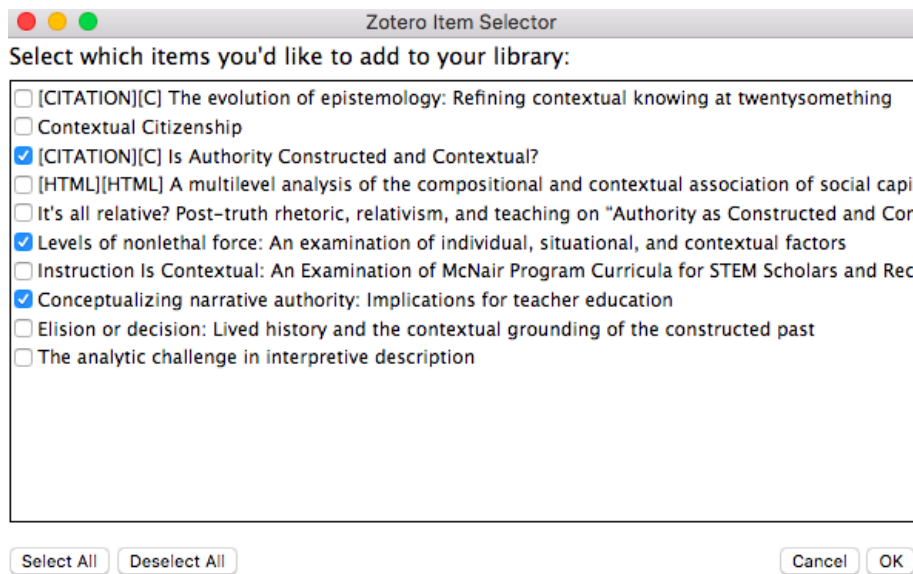 Zotero Item Selector
Select which items you'd like to add to your library:
[CITATION][C] The evolution of epistemology: Refining contextual knowing at twentysomething
Contextual Citizenship
[CITATION][C] Is Authority Constructed and Contextual?
[HTML][HTML] A multilevel analysis of the compositional and contextual association of social capi
It's all relative? Post-truth rhetoric, relativism, and teaching on “Authority as Constructed and Con
Levels of nonlethal force: An examination of individual, situational, and contextual factors
Instruction Is Contextual: An Examination of McNair Program Curricula for STEM Scholars and Rec
Conceptualizing narrative authority: Implications for teacher education
Elision or decision: Lived history and the contextual grounding of the constructed past
The analytic challenge in interpretive description
Select All Deselect All Cancel OK